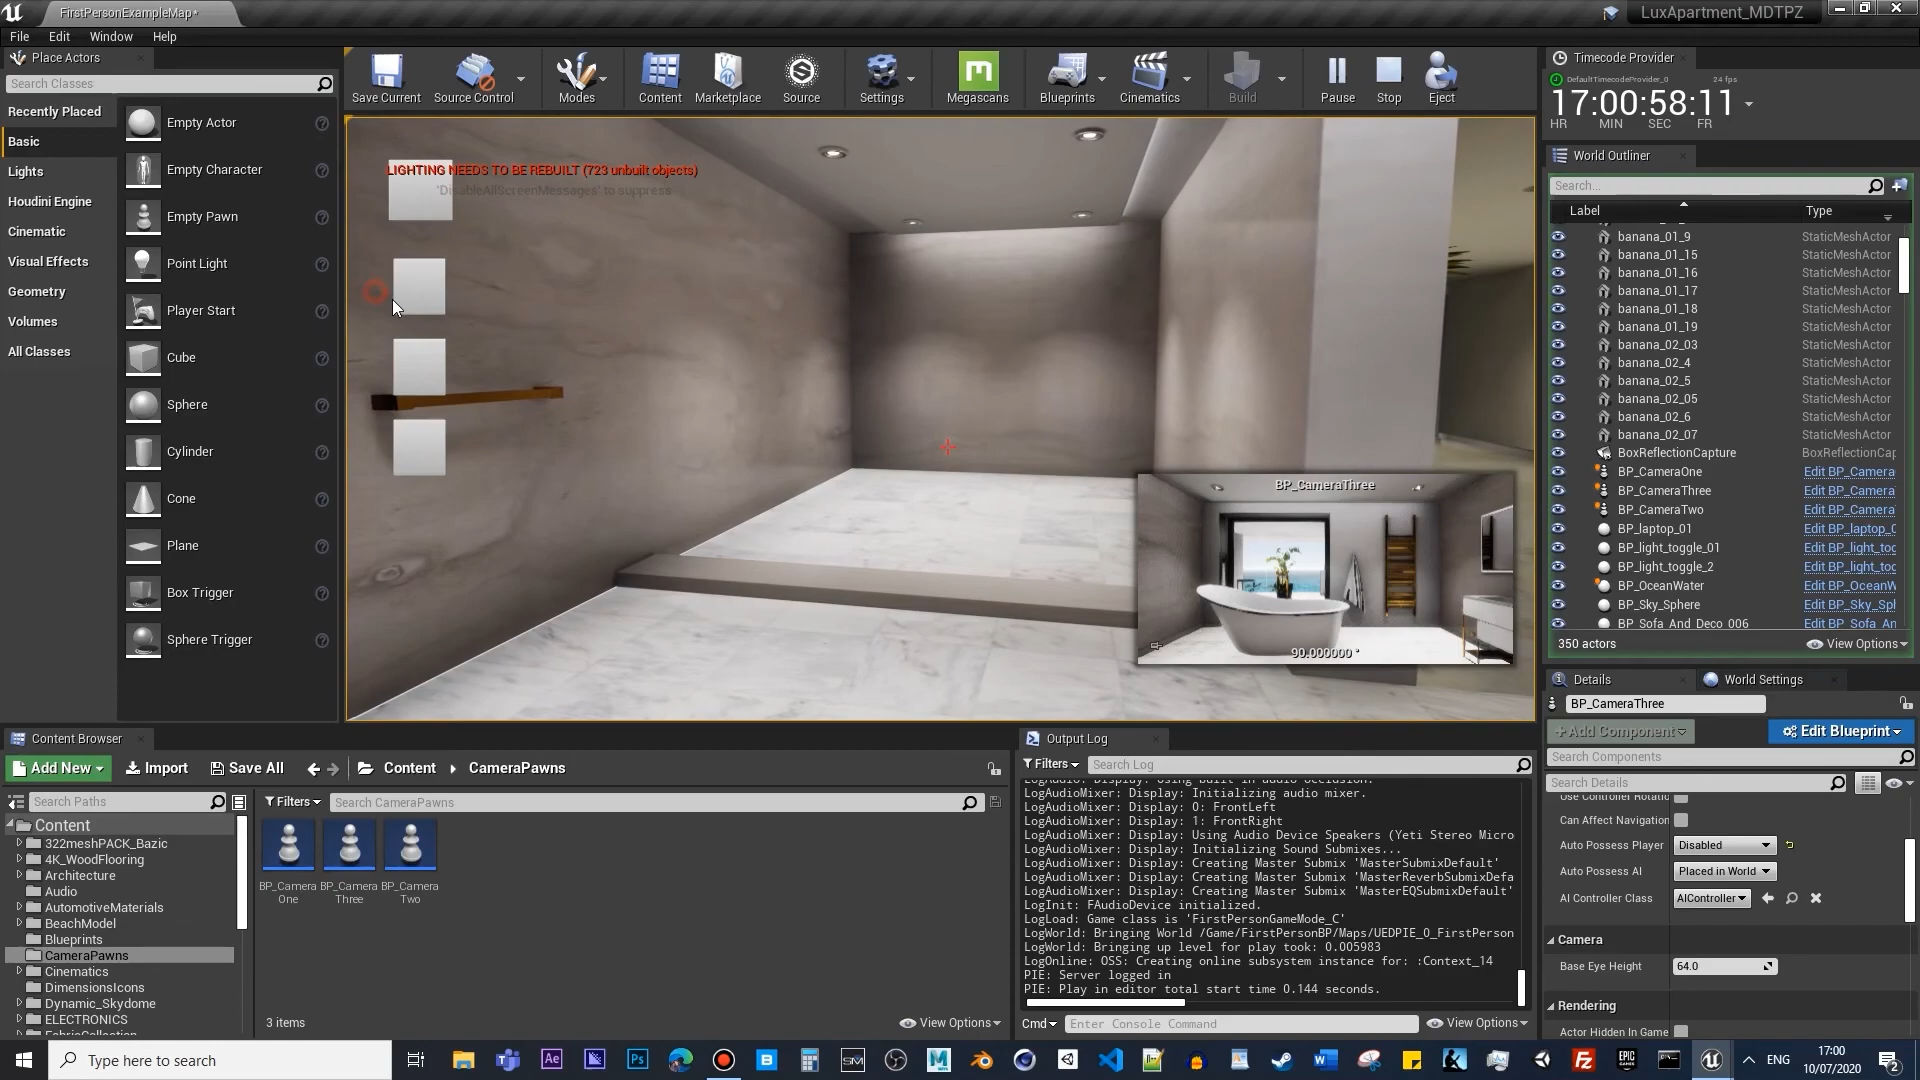 FirstPersonExampleMap*
LuxApartment_MDTPZ
File Edit Window Help
Place Actors
Search Classes
Recently Placed
Basic
Lights
Houdini Engine
Cinematic
Visual Effects
Geometry
Volumes
All Classes
Empty Actor
Empty Character
Empty Pawn
Point Light
Player Start
Cube
Sphere
Cylinder
Cone
Plane
Box Trigger
Sphere Trigger
Save Current
Source Control
Modes
Content
Marketplace
Source
Settings
Megascans
Blueprints
Cinematics
Build
Pause
Stop
Eject
LIGHTING NEEDS TO BE REBUILT (723 unbuilt objects)
'DisableAllScreenMessages' to suppress
BP_CameraThree
90.000000 °
Timecode Provider
DefaultTimecodeProvider_0 24 fps
17:00:58:11
HR MIN SEC FR
World Outliner
Search...
Label Type
banana_01_9 StaticMeshActor
banana_01_15 StaticMeshActor
banana_01_16 StaticMeshActor
banana_01_17 StaticMeshActor
banana_01_18 StaticMeshActor
banana_01_19 StaticMeshActor
banana_02_03 StaticMeshActor
banana_02_4 StaticMeshActor
banana_02_5 StaticMeshActor
banana_02_05 StaticMeshActor
banana_02_6 StaticMeshActor
banana_02_07 StaticMeshActor
BoxReflectionCapture BoxReflectionCap
BP_CameraOne Edit BP_Camera
BP_CameraThree Edit BP_Camera
BP_CameraTwo Edit BP_Camera
BP_laptop_01 Edit BP_laptop_0
BP_light_toggle_01 Edit BP_light_tog
BP_light_toggle_2 Edit BP_light_tog
BP_OceanWater Edit BP_OceanW
BP_Sky_Sphere Edit BP_Sky_Sph
BP_Sofa_And_Deco_006 Edit BP_Sofa_An
350 actors View Options
Details World Settings
BP_CameraThree
+Add Component Edit Blueprint
Search Components
Search Details
Use Controller Rotatio
Can Affect Navigation
Auto Possess Player Disabled
Auto Possess AI Placed in World
AI Controller Class AIController
Camera
Base Eye Height 64.0
Rendering
Actor Hidden In Game
Content Browser
Add New Import Save All Content CameraPawns
Search Paths
Filters Search CameraPawns
Content
322meshPACK_Bazic
4K_WoodFlooring
Architecture
Audio
AutomotiveMaterials
BeachModel
Blueprints
CameraPawns
Cinematics
DimensionsIcons
Dynamic_Skydome
ELECTRONICS
FabricCollection
BP_Camera One
BP_Camera Three
BP_Camera Two
3 items View Options
Output Log
Filters Search Log
LogAudio: Display: Using built in audio occlusion.
LogAudioMixer: Display: Initializing audio mixer.
LogAudioMixer: Display: 0: FrontLeft
LogAudioMixer: Display: 1: FrontRight
LogAudioMixer: Display: Using Audio Device Speakers (Yeti Stereo Micro
LogAudioMixer: Display: Initializing Sound Submixes...
LogAudioMixer: Display: Creating Master Submix 'MasterSubmixDefault'
LogAudioMixer: Display: Creating Master Submix 'MasterReverbSubmixDefa
LogAudioMixer: Display: Creating Master Submix 'MasterEQSubmixDefault'
LogInit: FAudioDevice initialized.
LogLoad: Game class is 'FirstPersonGameMode_C'
LogWorld: Bringing World /Game/FirstPersonBP/Maps/UEDPIE_0_FirstPerson
LogWorld: Bringing up level for play took: 0.005983
LogOnline: OSS: Creating online subsystem instance for: :Context_14
PIE: Server logged in
PIE: Play in editor total start time 0.144 seconds.
Cmd Enter Console Command View Options
Type here to search
ENG
17:00
10/07/2020
2